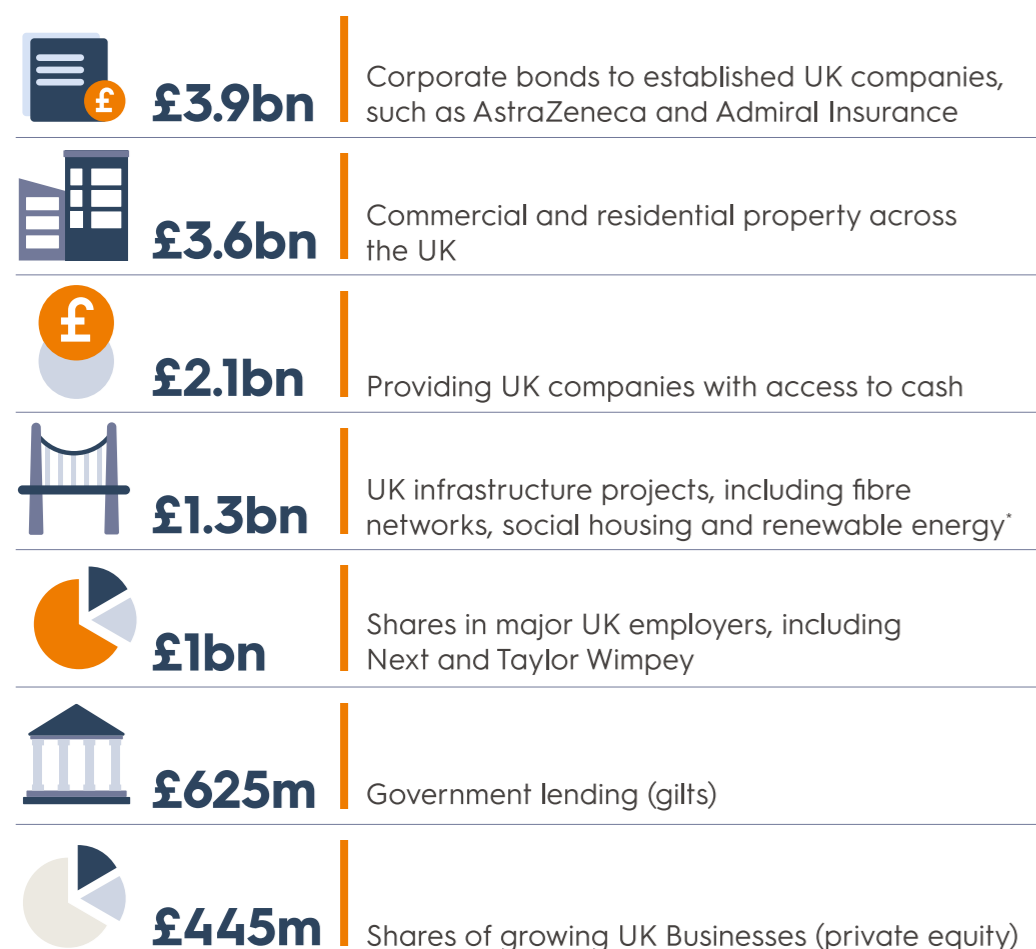 £
£3.9bn
Corporate bonds to established UK companies,
such as AstraZeneca and Admiral Insurance
£3.6bn
Commercial and residential property across
the UK
£
£2.1bn
Providing UK companies with access to cash
£1.3bn
UK infrastructure projects, including fibre
networks, social housing and renewable energy*
£1bn
Shares in major UK employers, including
Next and Taylor Wimpey
£625m
Government lending (gilts)
£445m
Shares of growing UK Businesses (private equity)